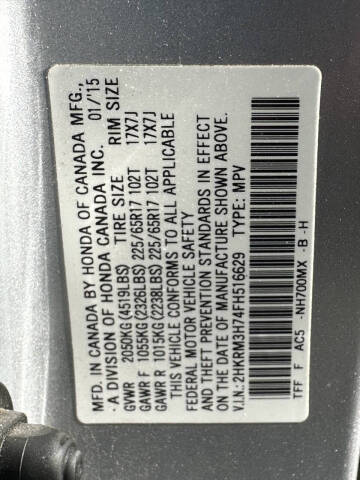 MFD. IN CANADA BY HONDA OF CANADA MFG.,
A DIVISION OF HONDA CANADA INC. 01/'15
TIRE SIZE RIM SIZE
GVWR 2050KG (4519LBS)
GAWR F 1055KG (2326LBS) 225/65R17 102T 17X7J
GAWR R 1015KG (2238LBS) 225/65R17 102T 17X7J
THIS VEHICLE CONFORMS TO ALL APPLICABLE
FEDERAL MOTOR VEHICLE SAFETY
AND THEFT PREVENTION STANDARDS IN EFFECT
ON THE DATE OF MANUFACTURE SHOWN ABOVE.
V.I.N.: 2HKRM3H74FH516629 TYPE: MPV
TFF F AC5 -NH700MX -B -H